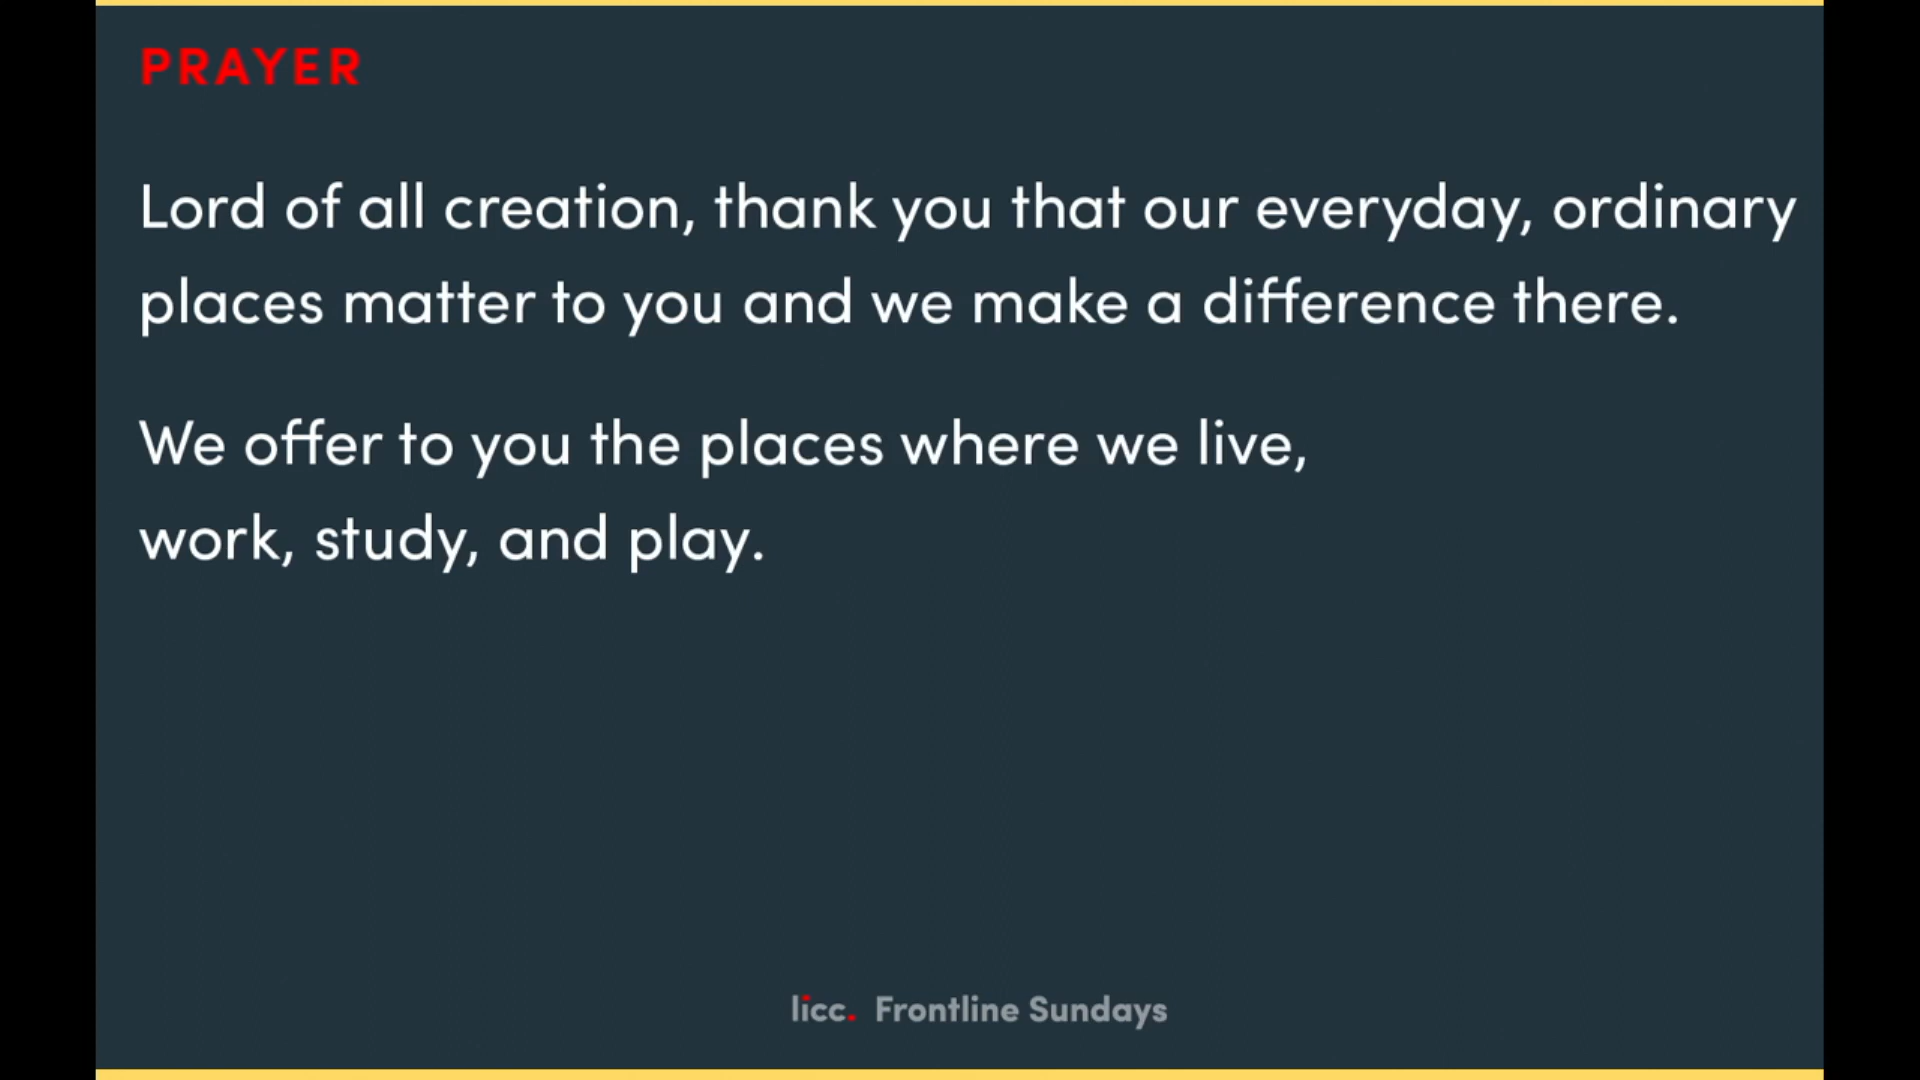 PRAYER
Lord of all creation, thank you that our everyday, ordinary
places matter to you and we make a difference there.
We offer to you the places where we live,
work, study, and play.
licc. Frontline Sundays